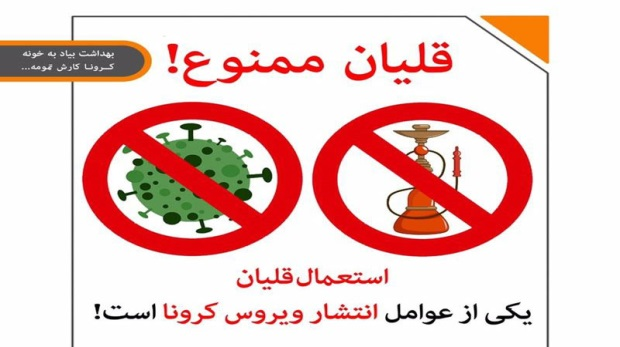 بهداشت بیاد به خونه
کرونا کارش تمومه...
قلیان ممنوع!
استعمال قلیان
یکی از عوامل انتشار ویروس کرونا است!